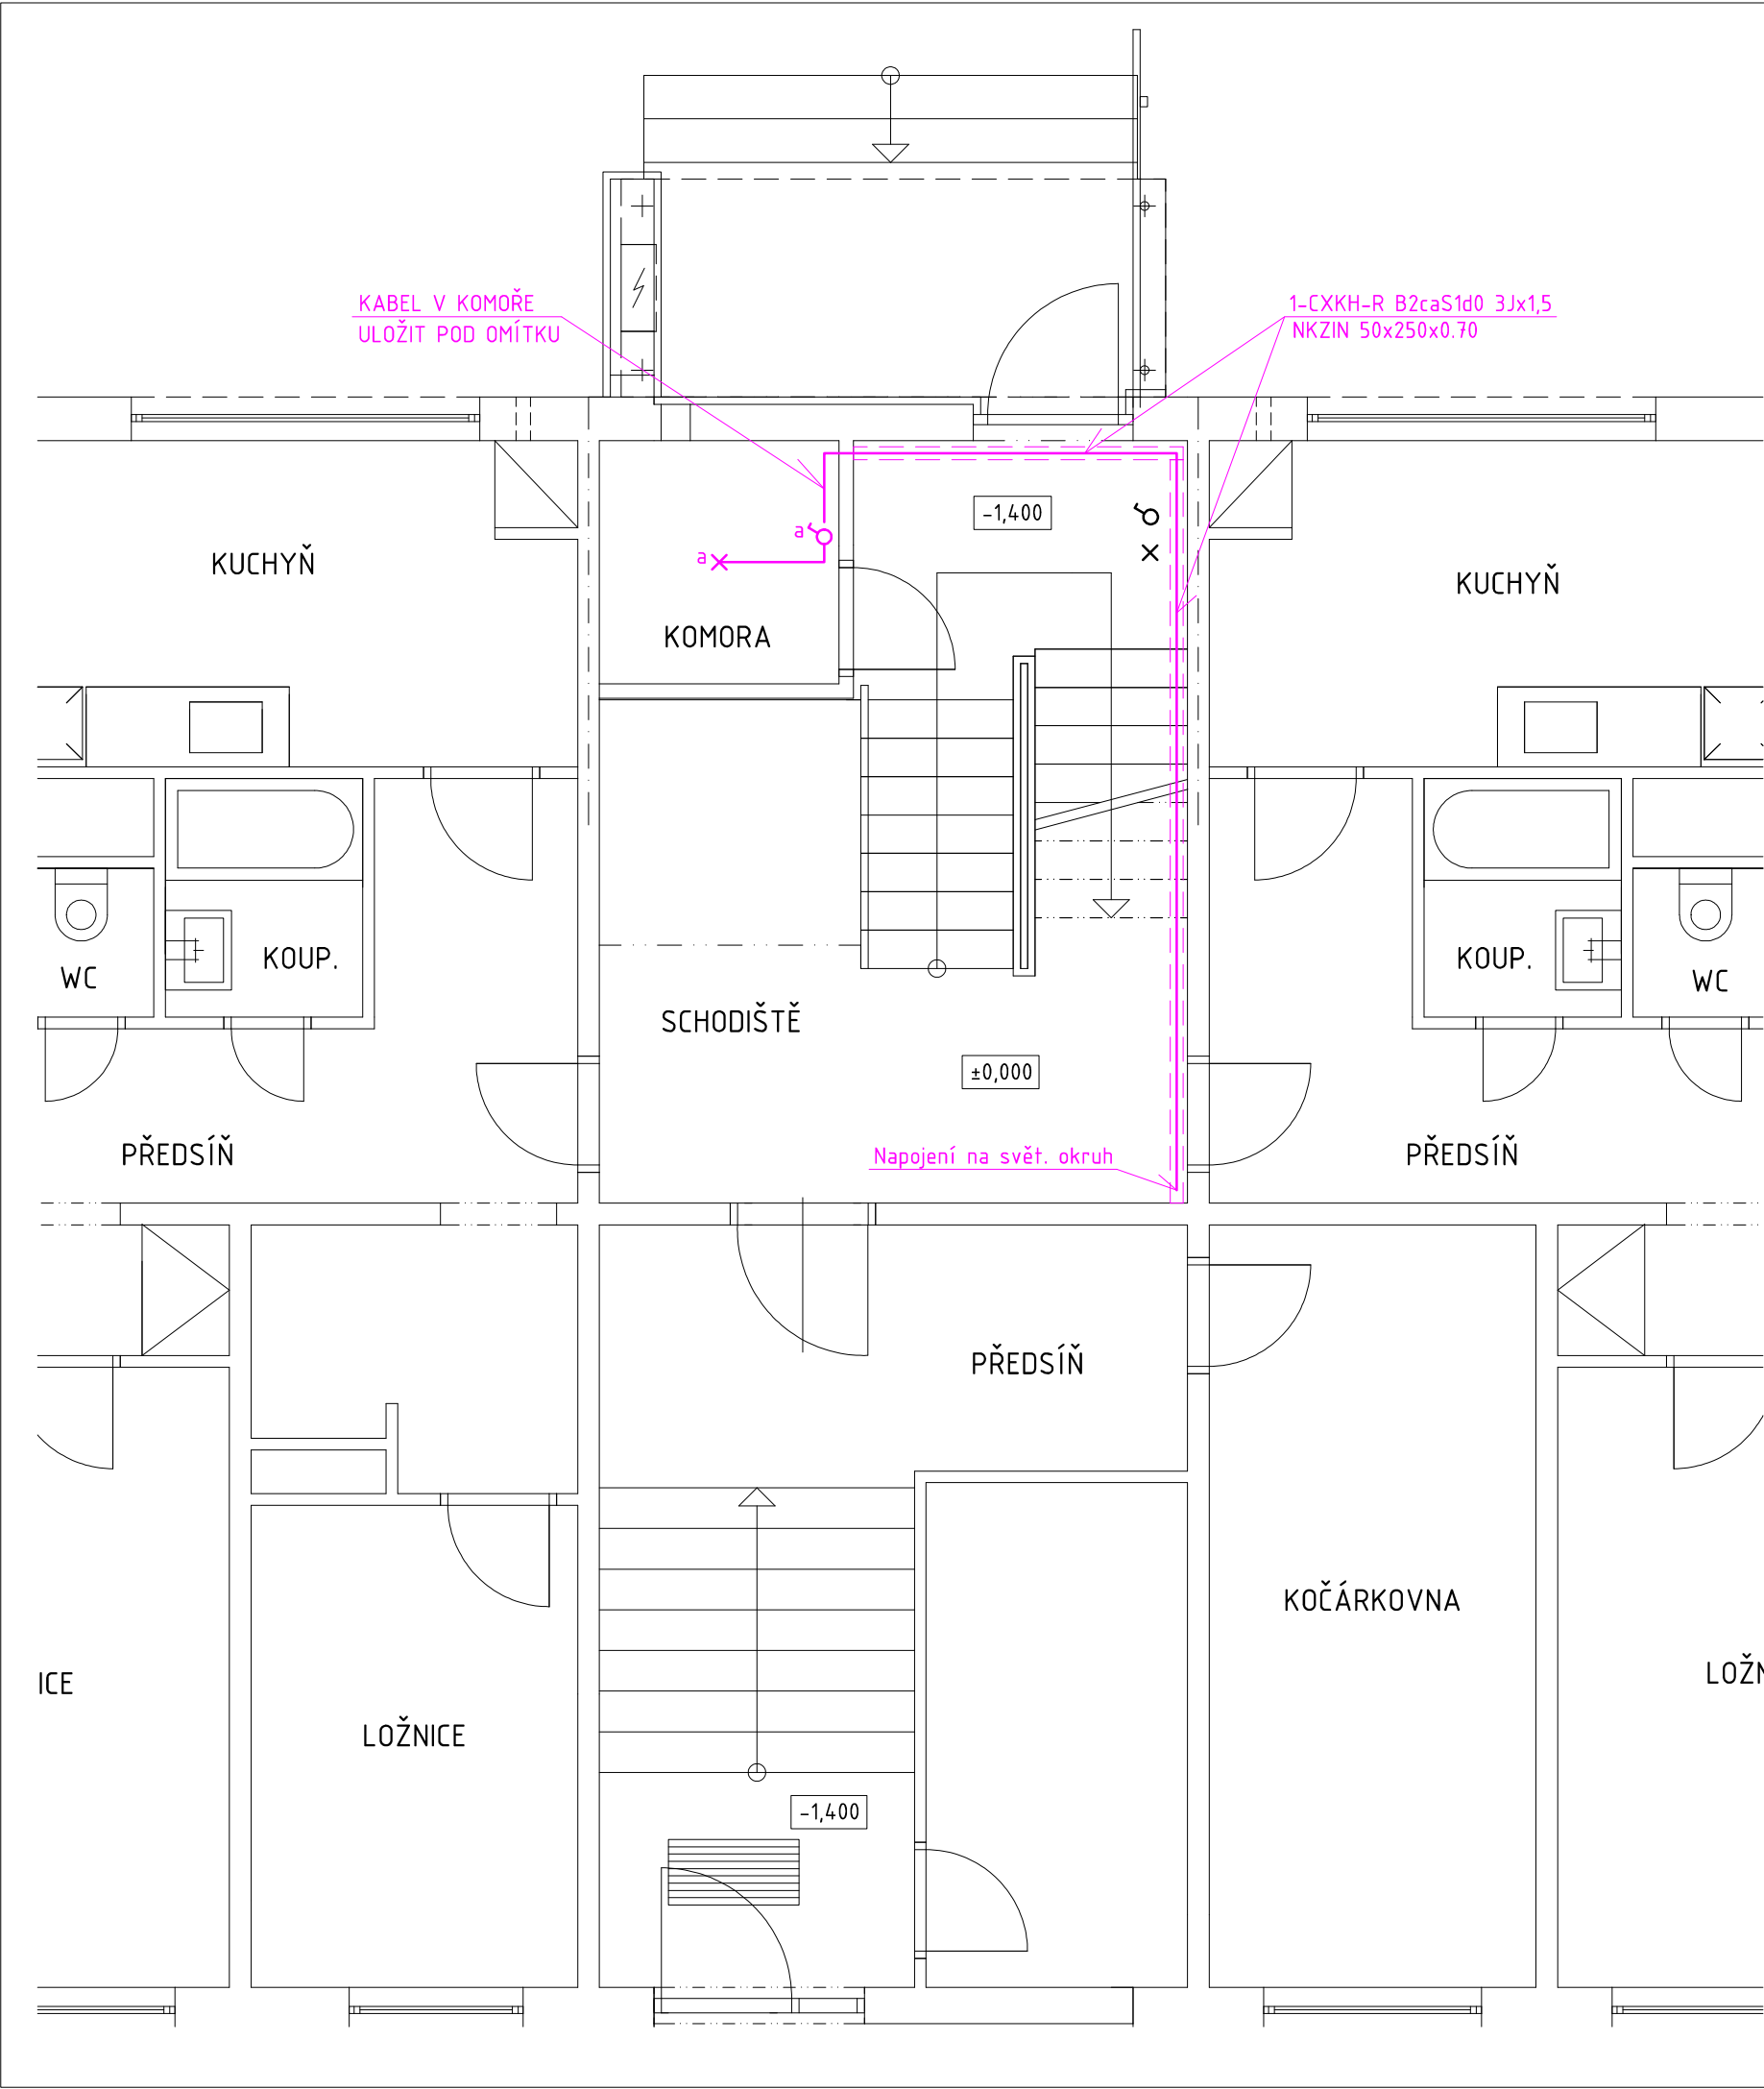 KABEL V KOMOŘE
ULOŽIT POD OMÍTKU
1-CXKH-R B2caS1d0 3Jx1,5
NKZIN 50x250x0.70
-1,400
a
a
KUCHYŇ
KUCHYŇ
KOMORA
KOUP.
WC
KOUP.
WC
SCHODIŠTĚ
±0,000
PŘEDSÍŇ
Napojení na svět. okruh
PŘEDSÍŇ
PŘEDSÍŇ
KOČÁRKOVNA
ICE
LOŽN
LOŽNICE
-1,400